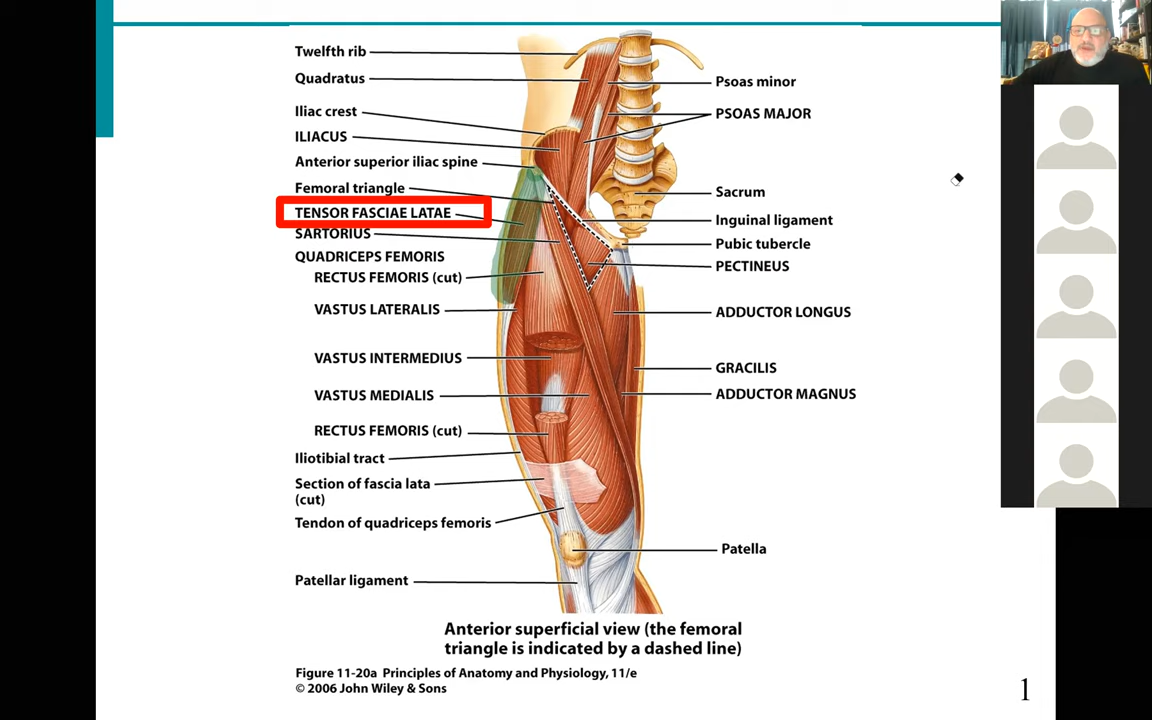 Twelfth rib
Quadratus
Iliac crest
ILIACUS
Anterior superior iliac spine
Femoral triangle
TENSOR FASCIAE LATAE
SARTORIUS
QUADRICEPS FEMORIS
RECTUS FEMORIS (cut)
VASTUS LATERALIS
VASTUS INTERMEDIUS
VASTUS MEDIALIS
RECTUS FEMORIS (cut)
Iliotibial tract
Section of fascia lata
(cut)
Tendon of quadriceps femoris
Patellar ligament
Psoas minor
PSOAS MAJOR
Sacrum
Inguinal ligament
Pubic tubercle
PECTINEUS
ADDUCTOR LONGUS
GRACILIS
ADDUCTOR MAGNUS
Patella
Anterior superficial view (the femoral
triangle is indicated by a dashed line)
Figure 11-20a Principles of Anatomy and Physiology, 11/e
© 2006 John Wiley & Sons
1